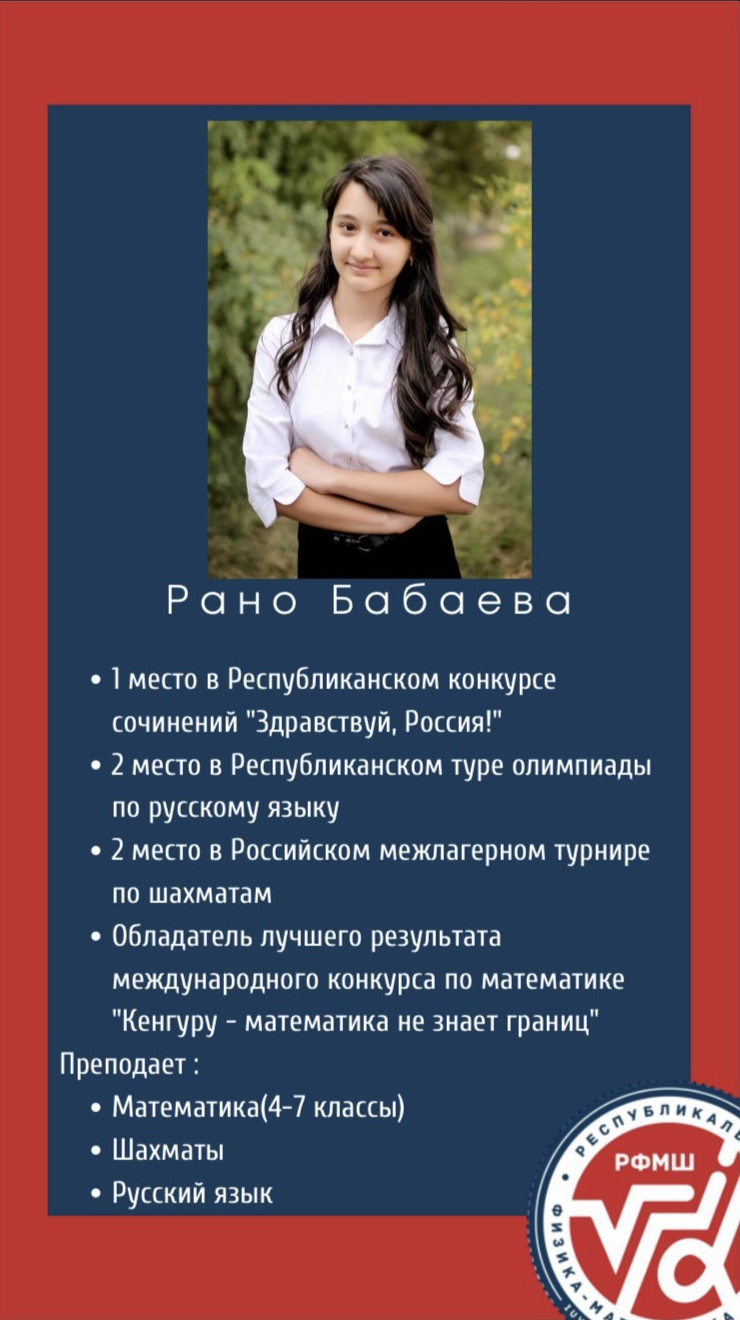 Рано Бабаева
• 1 место в Республиканском конкурсе
сочинений "Здравствуй, Россия!"
• 2 место в Республиканском туре олимпиады
по русскому языку
• 2 место в Российском межлагерном турнире
по шахматам
• Обладатель лучшего результата
международного конкурса по математике
"Кенгуру - математика не знает границ"
Преподает :
• Математика(4-7 классы)
• Шахматы
• Русский язык
РЕСПУБЛИКАЛ
РФМШ
ФИЗИКА-МА